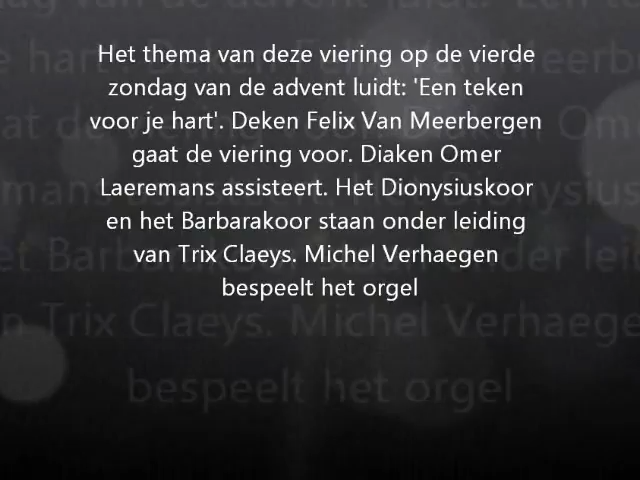 Het thema van deze viering op de vierde
zondag van de advent luidt: 'Een teken
voor je hart'. Deken Felix Van Meerbergen
gaat de viering voor. Diaken Omer
Laeremans assisteert. Het Dionysiuskoor
en het Barbarakoor staan onder leiding
van Trix Claeys. Michel Verhaegen
bespeelt het orgel